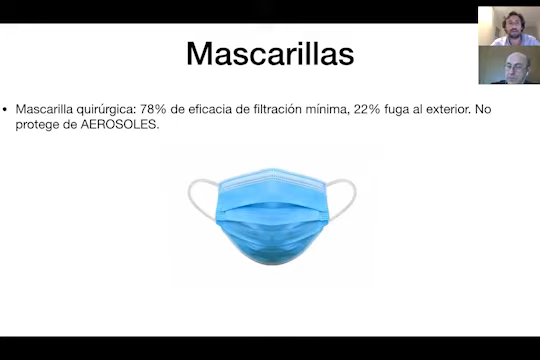 Mascarillas
• Mascarilla quirúrgica: 78% de eficacia de filtración mínima, 22% fuga al exterior. No
protege de AEROSOLES.